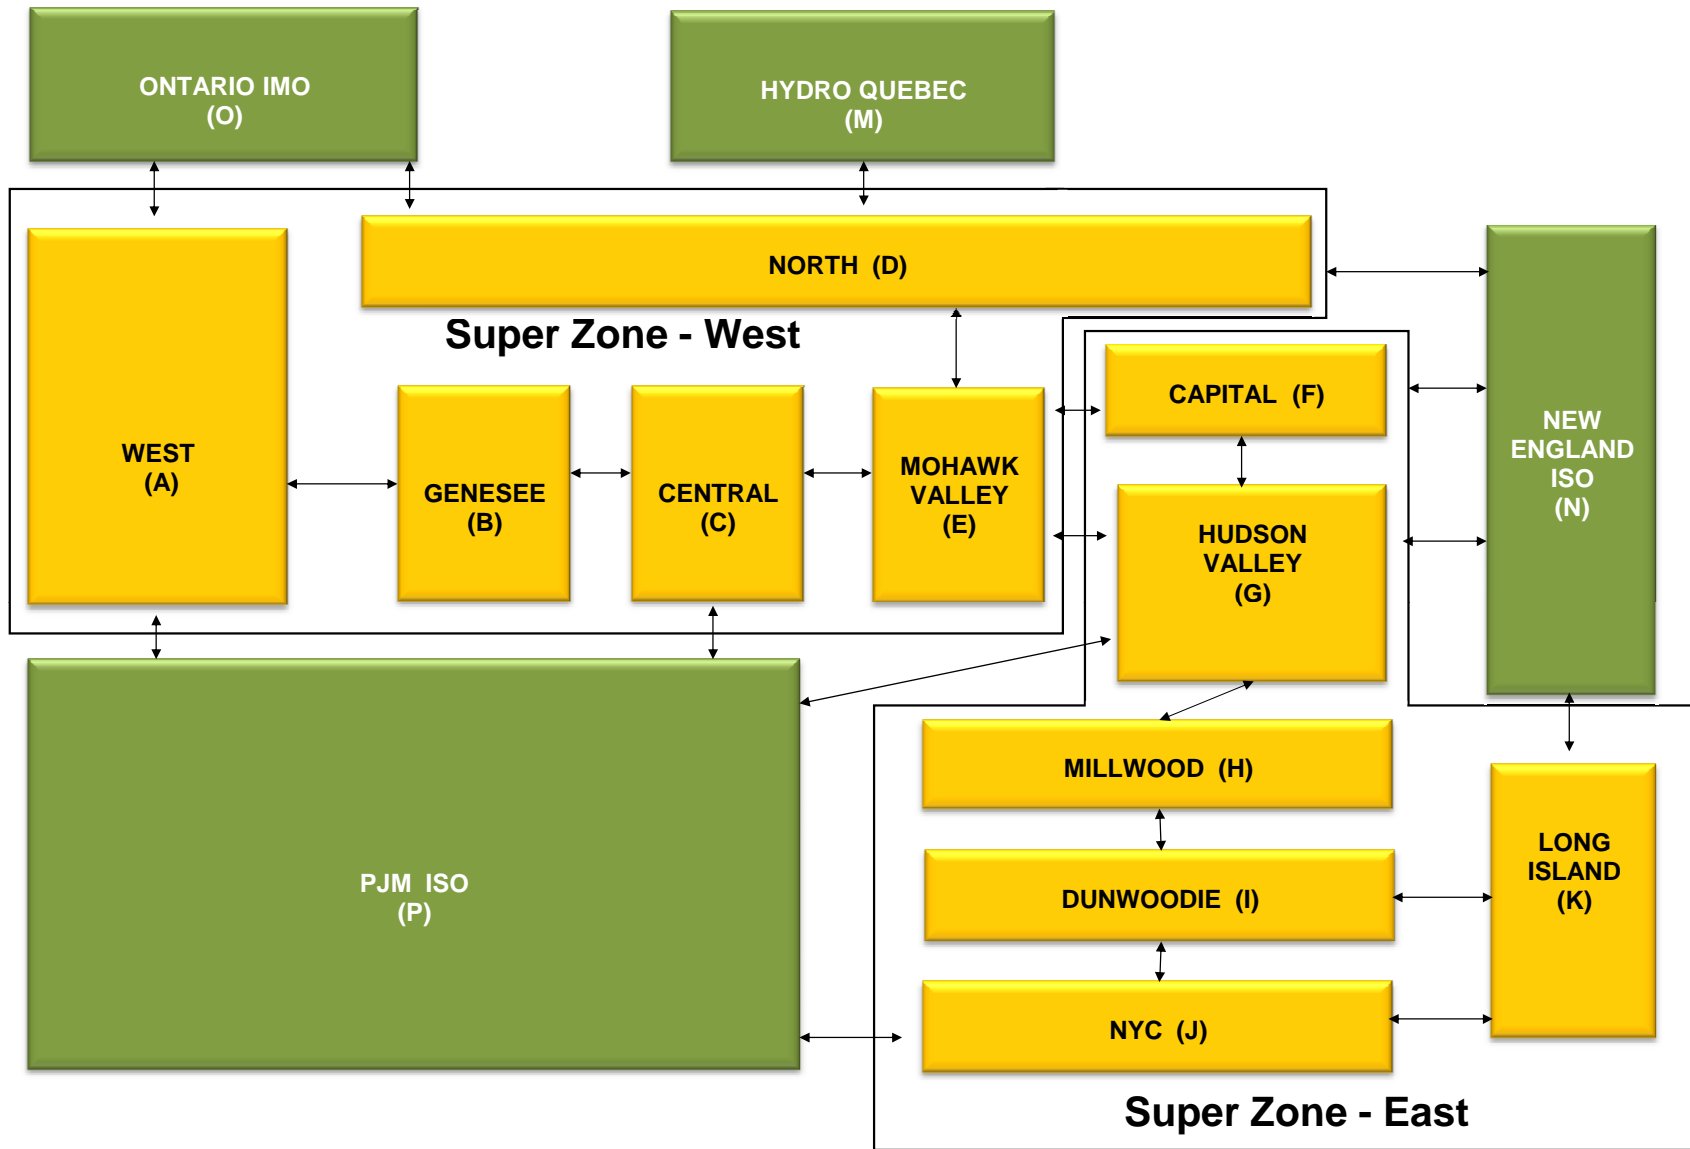 ONTARIO IMO
(O)
HYDRO QUEBEC
(M)
NORTH (D)
Super Zone - West
WEST
(A)
GENESEE
(B)
CENTRAL
(C)
MOHAWK
VALLEY
(E)
CAPITAL (F)
HUDSON
VALLEY
(G)
NEW
ENGLAND
ISO
(N)
MILLWOOD (H)
PJM ISO
(P)
DUNWOODIE (I)
LONG
ISLAND
(K)
NYC (J)
Super Zone - East